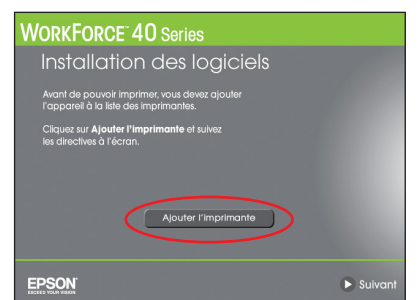 WORKFORCE™ 40 Series
Installation des logiciels
Avant de pouvoir imprimer, vous devez ajouter
l'appareil à la liste des imprimantes.
Cliquez sur Ajouter l'imprimante et suivez
les directives à l'écran.
Ajouter l'imprimante
EPSON®
EXCEED YOUR VISION
Suivant